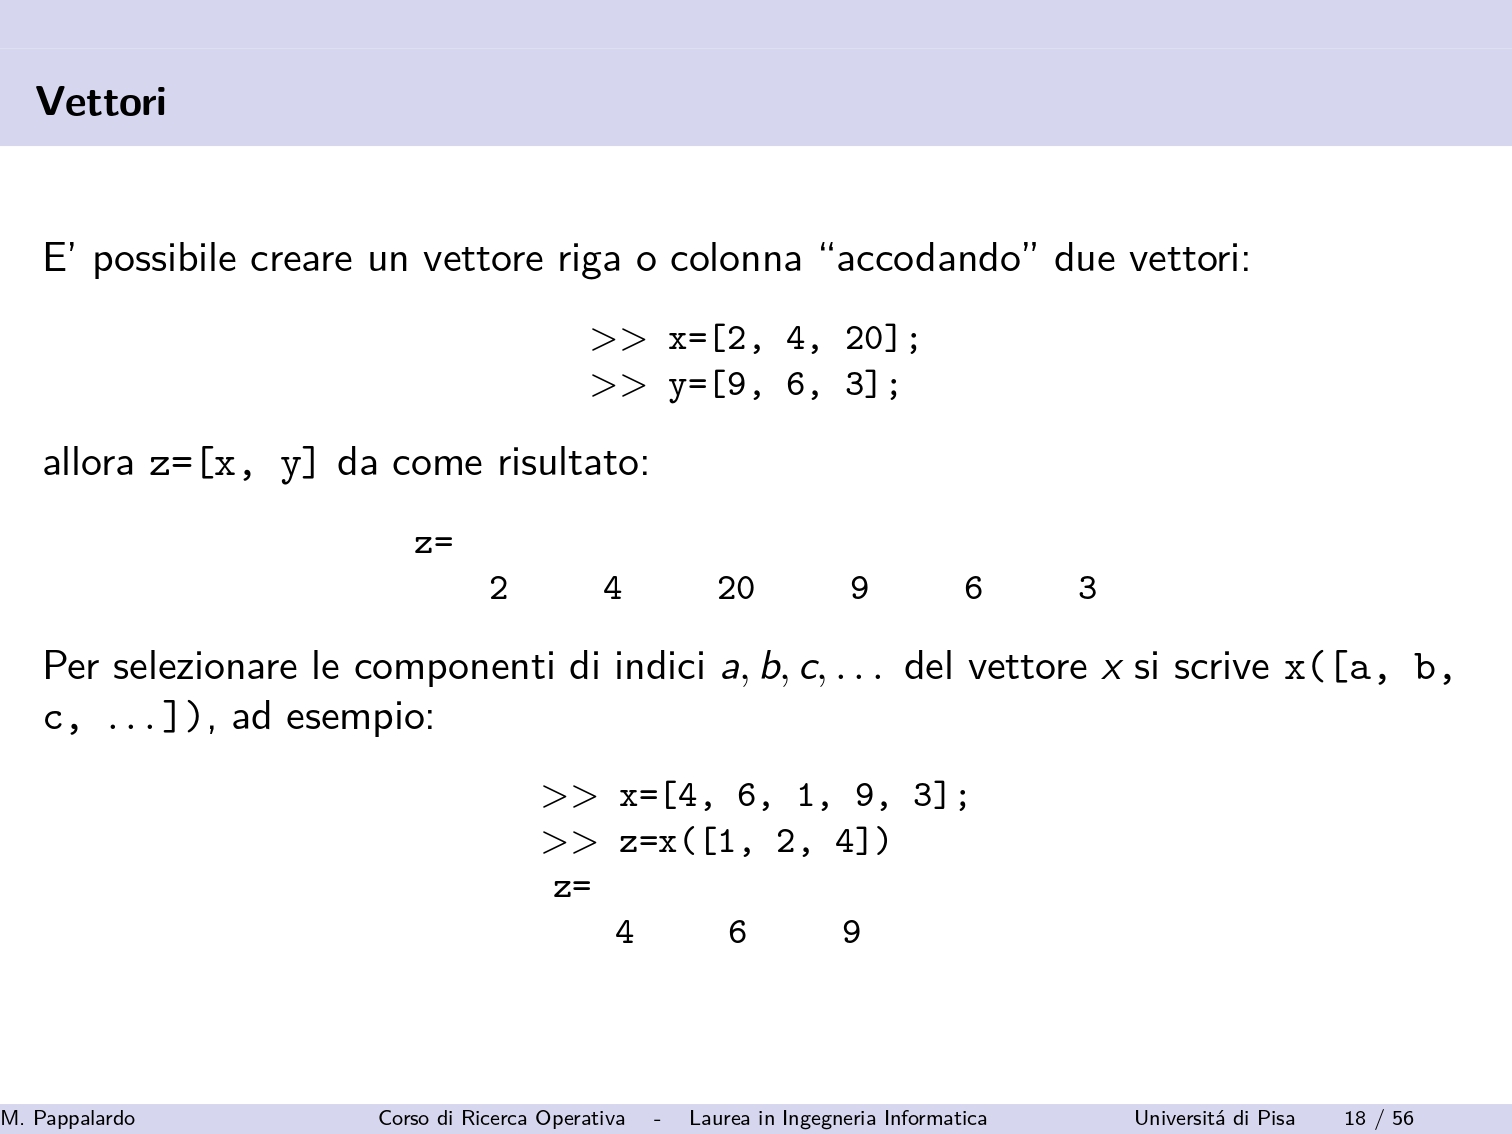 Vettori
E' possibile creare un vettore riga o colonna “accodando” due vettori:
>> x=[2, 4, 20];
>> y=[9, 6, 3];
allora z=[x, y] da come risultato:
z=
2 4 20 9 6 3
Per selezionare le componenti di indici a, b, c, ... del vettore x si scrive x([a, b,
c, ...]), ad esempio:
>> x=[4, 6, 1, 9, 3];
>> z=x([1, 2, 4])
z=
4 6 9
M. Pappalardo Corso di Ricerca Operativa - Laurea in Ingegneria Informatica Universitá di Pisa 18 / 56